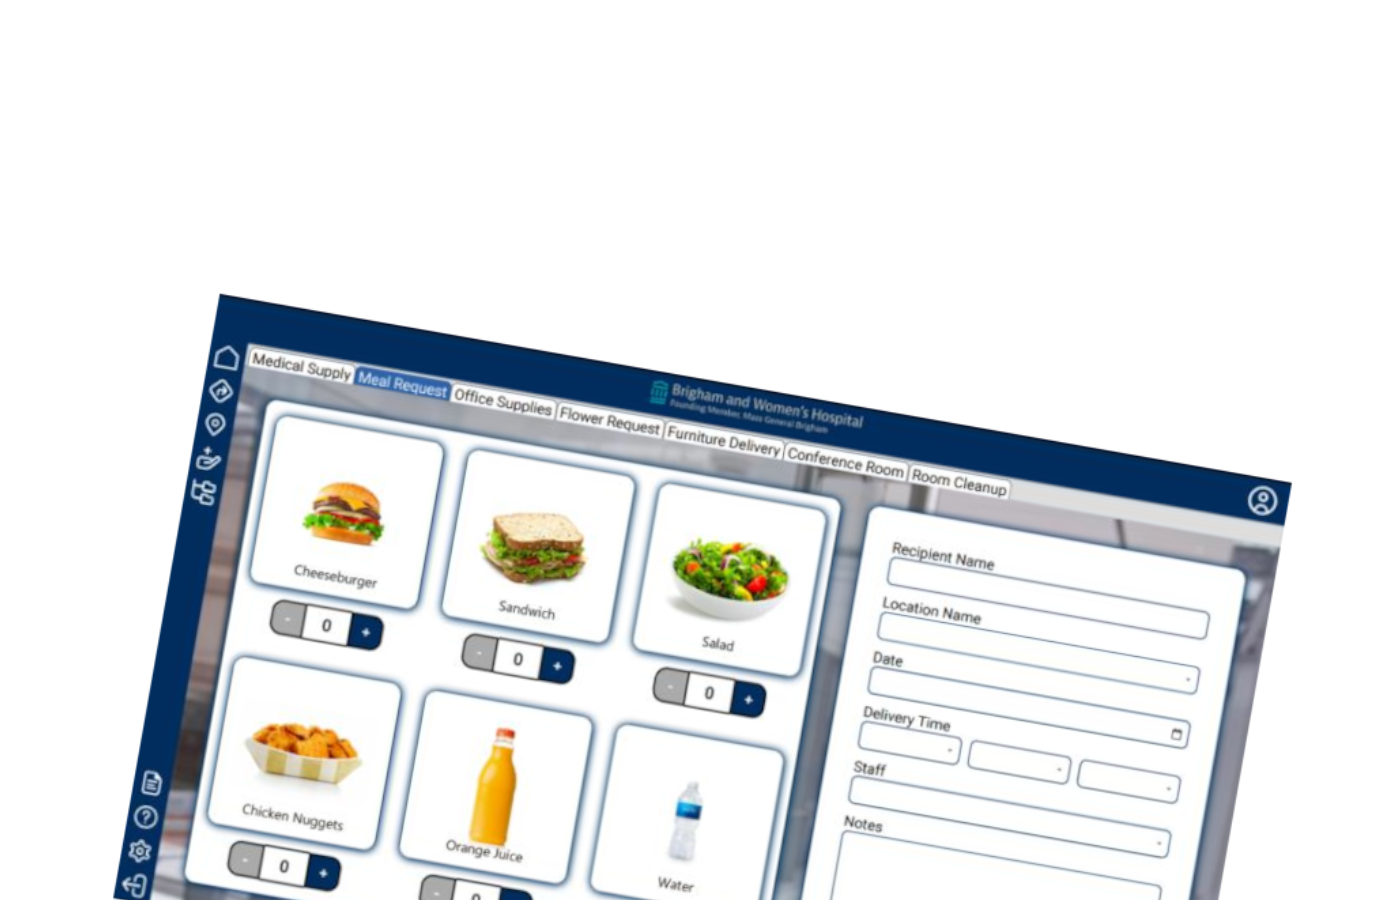 Brigham and Women's Hospital
Founding Member, Mass General Brigham
Medical Supply
Meal Request
Office Supplies
Flower Request
Furniture Delivery
Conference Room
Room Cleanup
Cheeseburger
- 0 +
Sandwich
- 0 +
Salad
- 0 +
Chicken Nuggets
- 0 +
Orange Juice
- 0
Water
Recipient Name
Location Name
Date
Delivery Time
Staff
Notes